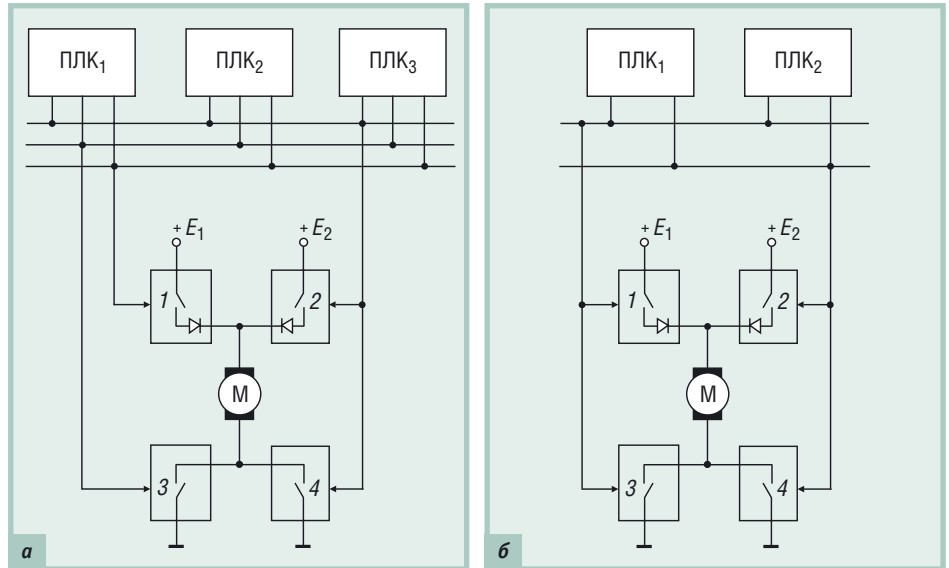 ПЛК1 ПЛК2 ПЛК3
+ E1 + E2
1 2
М
3 4
а
ПЛК1 ПЛК2
+ E1 + E2
1 2
М
3 4
б